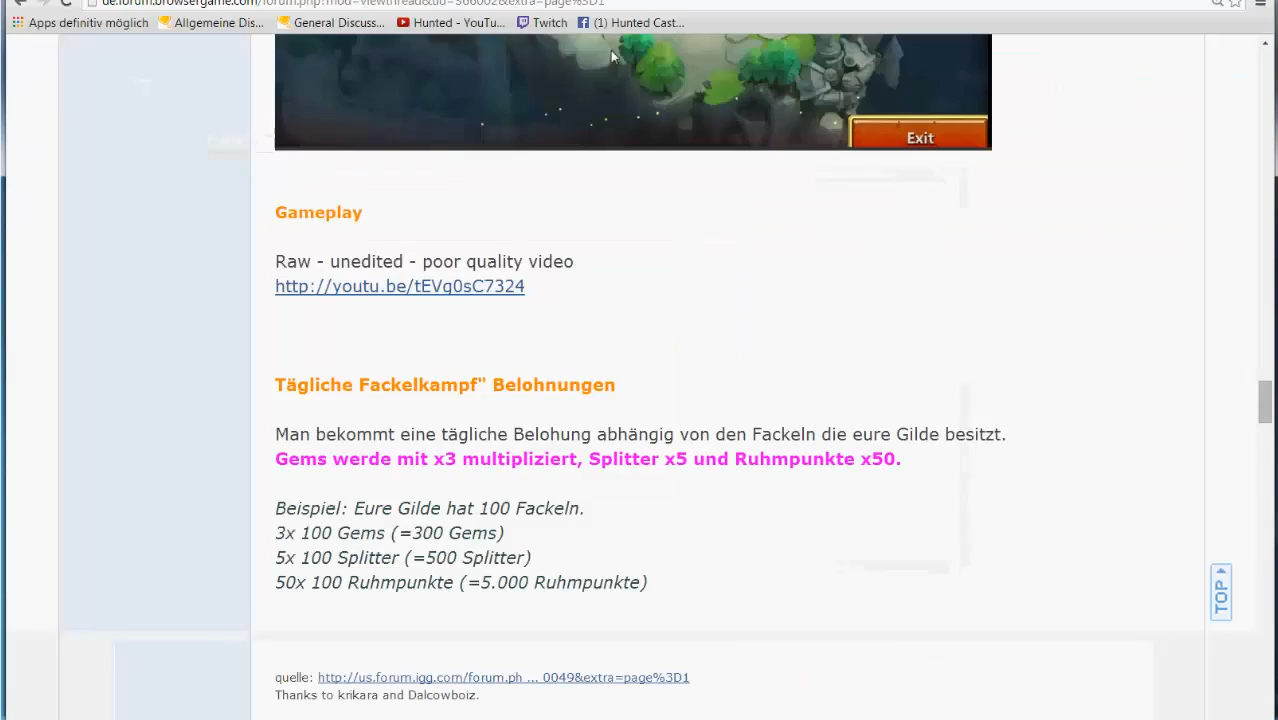 Apps definitiv möglich
Allgemeine Dis...
General Discuss...
Hunted - YouTu...
Twitch
(1) Hunted Cast...
Exit
Gameplay
Raw - unedited - poor quality video
http://youtu.be/tEVg0sC7324
Tägliche Fackelkampf" Belohnungen
Man bekommt eine tägliche Belohung abhängig von den Fackeln die eure Gilde besitzt.
Gems werde mit x3 multipliziert, Splitter x5 und Ruhmpunkte x50.
Beispiel: Eure Gilde hat 100 Fackeln.
3x 100 Gems (=300 Gems)
5x 100 Splitter (=500 Splitter)
50x 100 Ruhmpunkte (=5.000 Ruhmpunkte)
TOP
quelle: http://us.forum.igg.com/forum.ph ... 0049&extra=page%3D1
Thanks to krikara and Dalcowboiz.